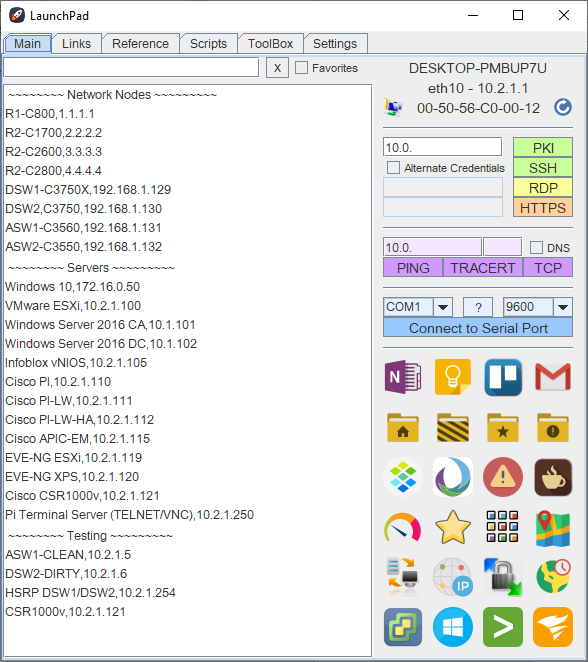 LaunchPad
Main Links Reference Scripts ToolBox Settings
X Favorites
~~~~~~~~ Network Nodes ~~~~~~~~~
R1-C800,1.1.1.1
R2-C1700,2.2.2.2
R2-C2600,3.3.3.3
R2-C2800,4.4.4.4
DSW1-C3750X,192.168.1.129
DSW2,C3750,192.168.1.130
ASW1-C3560,192.168.1.131
ASW2-C3550,192.168.1.132
~~~~~~~~ Servers ~~~~~~~~~
Windows 10,172.16.0.50
VMware ESXi,10.2.1.100
Windows Server 2016 CA,10.1.101
Windows Server 2016 DC,10.1.102
Infoblox vNIOS,10.2.1.105
Cisco PI,10.2.1.110
Cisco PI-LW,10.2.1.111
Cisco PI-LW-HA,10.2.1.112
Cisco APIC-EM,10.2.1.115
EVE-NG ESXi,10.2.1.119
EVE-NG XPS,10.2.1.120
Cisco CSR1000v,10.2.1.121
Pi Terminal Server (TELNET/VNC),10.2.1.250
~~~~~~~~ Testing ~~~~~~~~~
ASW1-CLEAN,10.2.1.5
DSW2-DIRTY,10.2.1.6
HSRP DSW1/DSW2,10.2.1.254
CSR1000v,10.2.1.121
DESKTOP-PMBUP7U
eth10 - 10.2.1.1
00-50-56-C0-00-12
10.0. PKI
Alternate Credentials SSH
RDP
HTTPS
10.0. DNS
PING TRACERT TCP
COM1 ? 9600
Connect to Serial Port
N
IP